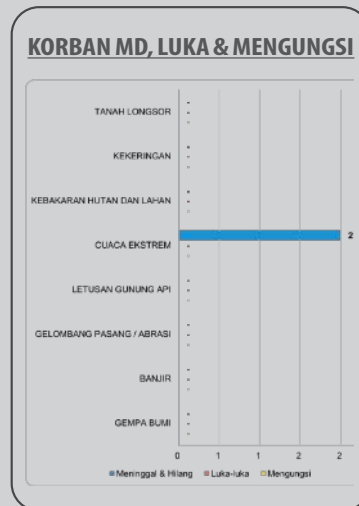 KORBAN MD, LUKA & MENGUNGSI
TANAH LONGSOR
KEKERINGAN
KEBAKARAN HUTAN DAN LAHAN
CUACA EKSTREM
2
LETUSAN GUNUNG API
GELOMBANG PASANG / ABRASI
BANJIR
GEMPA BUMI
0 1 1 2 2
Meninggal & Hilang Luka-luka Mengungsi